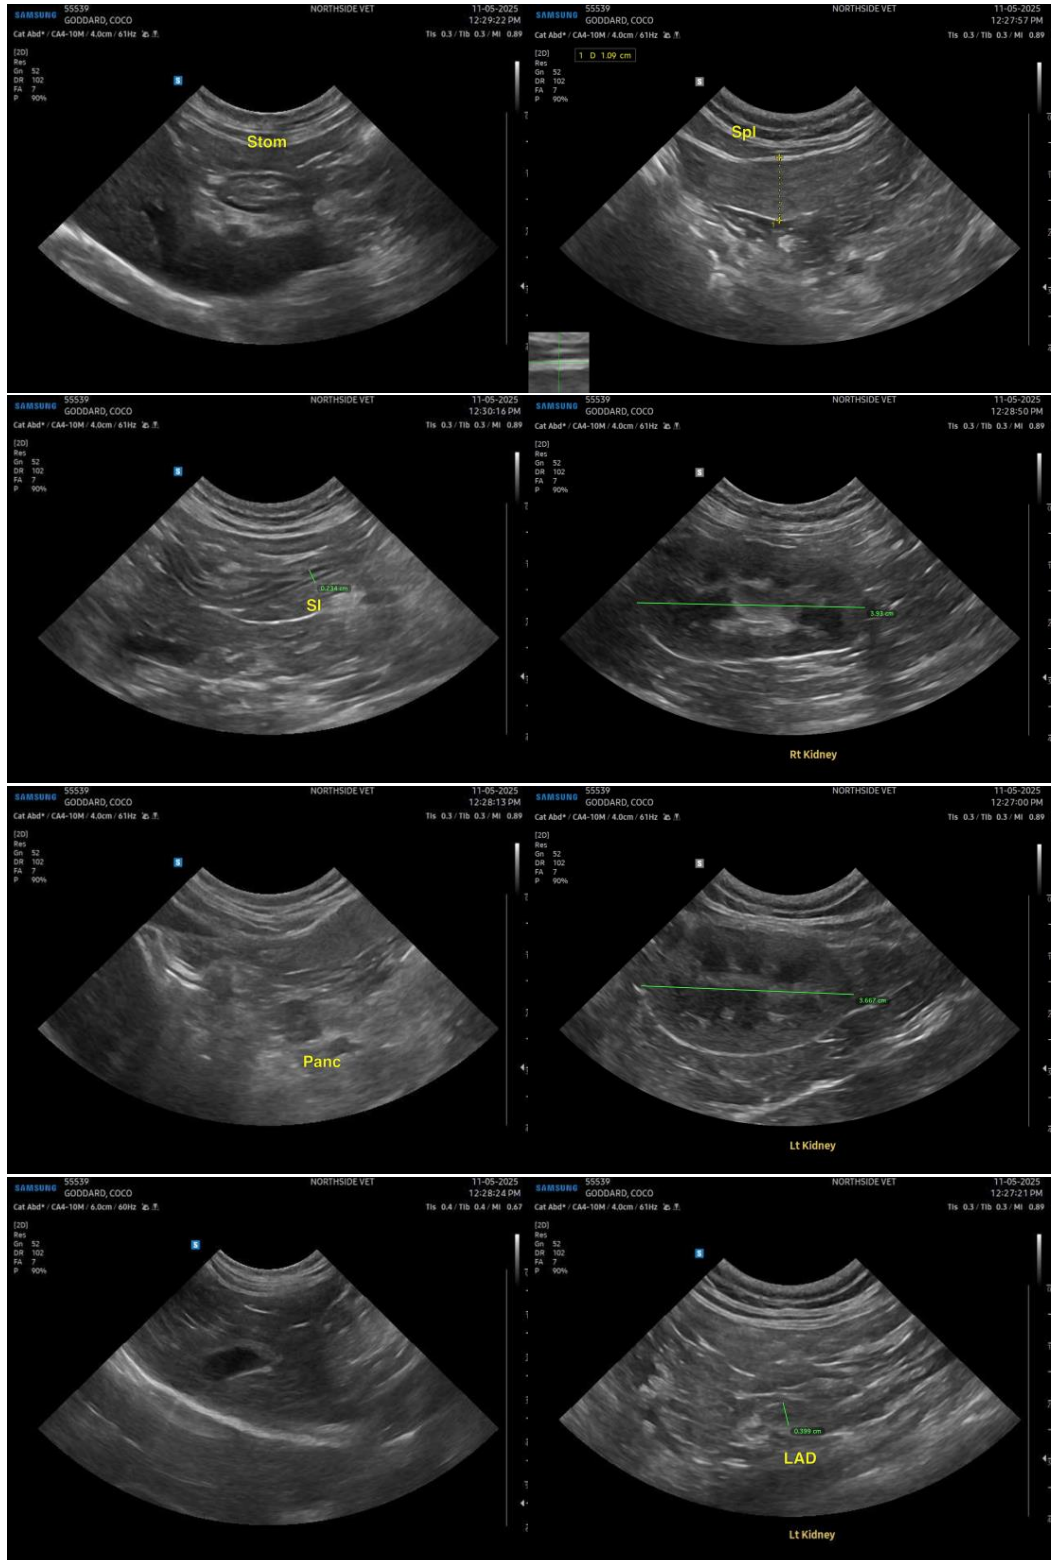 SAMSUNG 55539 NORTHSIDE VET 11-05-2025
GODDARD, COCO 12:29:22 PM
Cat Abd* / CA4-10M / 4.0cm / 61Hz TIs 0.3 / TIb 0.3 / MI 0.89
[2D]
Res
Gn 52
DR 102
FA 7
P 90%
S
Stom
55539 NORTHSIDE VET 11-05-2025
SAMSUNG GODDARD, COCO 12:27:57 PM
Cat Abd* / CA4-10M / 4.0cm / 61Hz TIs 0.3 / TIb 0.3 / MI 0.89
1 D 1.09 cm
[2D]
Res
Gn 52
DR 102
FA 7
P 90%
S
Spl
55539 NORTHSIDE VET 11-05-2025
SAMSUNG GODDARD, COCO 12:30:16 PM
Cat Abd* / CA4-10M / 4.0cm / 61Hz TIs 0.3 / TIb 0.3 / MI 0.89
[2D]
Res
Gn 52
DR 102
FA 7
P 90%
S
0.234 cm
SI
55539 NORTHSIDE VET 11-05-2025
SAMSUNG GODDARD, COCO 12:28:50 PM
Cat Abd* / CA4-10M / 4.0cm / 61Hz TIs 0.3 / TIb 0.3 / MI 0.89
[2D]
Res
Gn 52
DR 102
FA 7
P 90%
S
3.93 cm
Rt Kidney
55539 NORTHSIDE VET 11-05-2025
SAMSUNG GODDARD, COCO 12:28:13 PM
Cat Abd* / CA4-10M / 4.0cm / 61Hz TIs 0.3 / TIb 0.3 / MI 0.89
[2D]
Res
Gn 52
DR 102
FA 7
P 90%
S
Panc
55539 NORTHSIDE VET 11-05-2025
SAMSUNG GODDARD, COCO 12:27:00 PM
Cat Abd* / CA4-10M / 4.0cm / 61Hz TIs 0.3 / TIb 0.3 / MI 0.89
[2D]
Res
Gn 52
DR 102
FA 7
P 90%
S
3.667 cm
Lt Kidney
55539 NORTHSIDE VET 11-05-2025
SAMSUNG GODDARD, COCO 12:28:24 PM
Cat Abd* / CA4-10M / 6.0cm / 60Hz TIs 0.4 / TIb 0.4 / MI 0.67
[2D]
Res
Gn 52
DR 102
FA 7
P 90%
S
55539 NORTHSIDE VET 11-05-2025
SAMSUNG GODDARD, COCO 12:27:21 PM
Cat Abd* / CA4-10M / 4.0cm / 61Hz TIs 0.3 / TIb 0.3 / MI 0.89
[2D]
Res
Gn 52
DR 102
FA 7
P 90%
S
0.399 cm
LAD
Lt Kidney